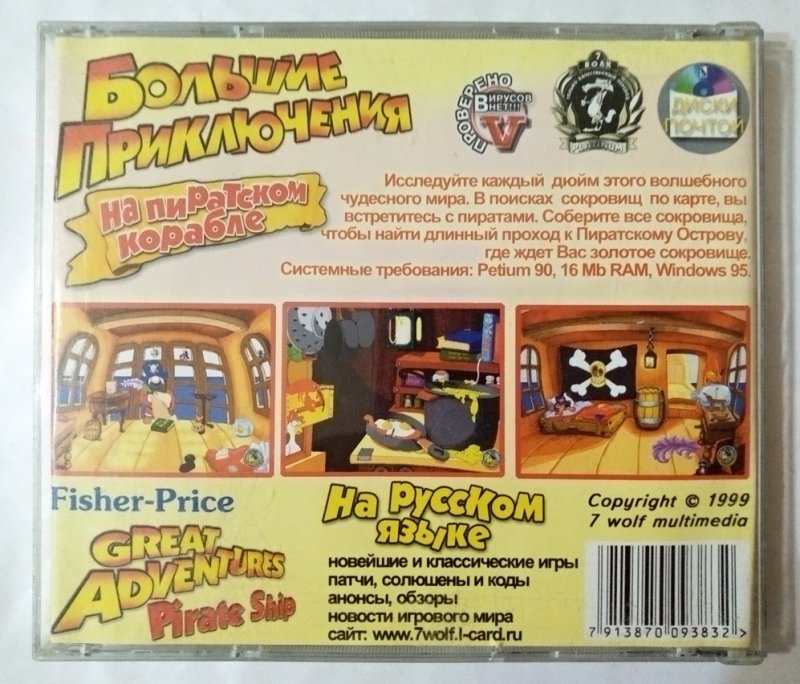 Большие
Приключения
на пиратском
корабле
ПРОВЕРЕНО
ВИРУСОВ
НЕТ!!!
V
7
ВОЛК
PLATINUM
ДИСКИ
ПОЧТОЙ
Исследуйте каждый дюйм этого волшебного
чудесного мира. В поисках сокровищ по карте, вы
встретитесь с пиратами. Соберите все сокровища,
чтобы найти длинный проход к Пиратскому Острову,
где ждет Вас золотое сокровище.
Системные требования: Petium 90, 16 Mb RAM, Windows 95.
Fisher-Price
GREAT
ADVENTURES
Pirate Ship
На русском
языке
новейшие и классические игры
патчи, солюшены и коды
анонсы, обзоры
новости игрового мира
сайт: www.7wolf.l-card.ru
Copyright © 1999
7 wolf multimedia
7 913870 093832 >